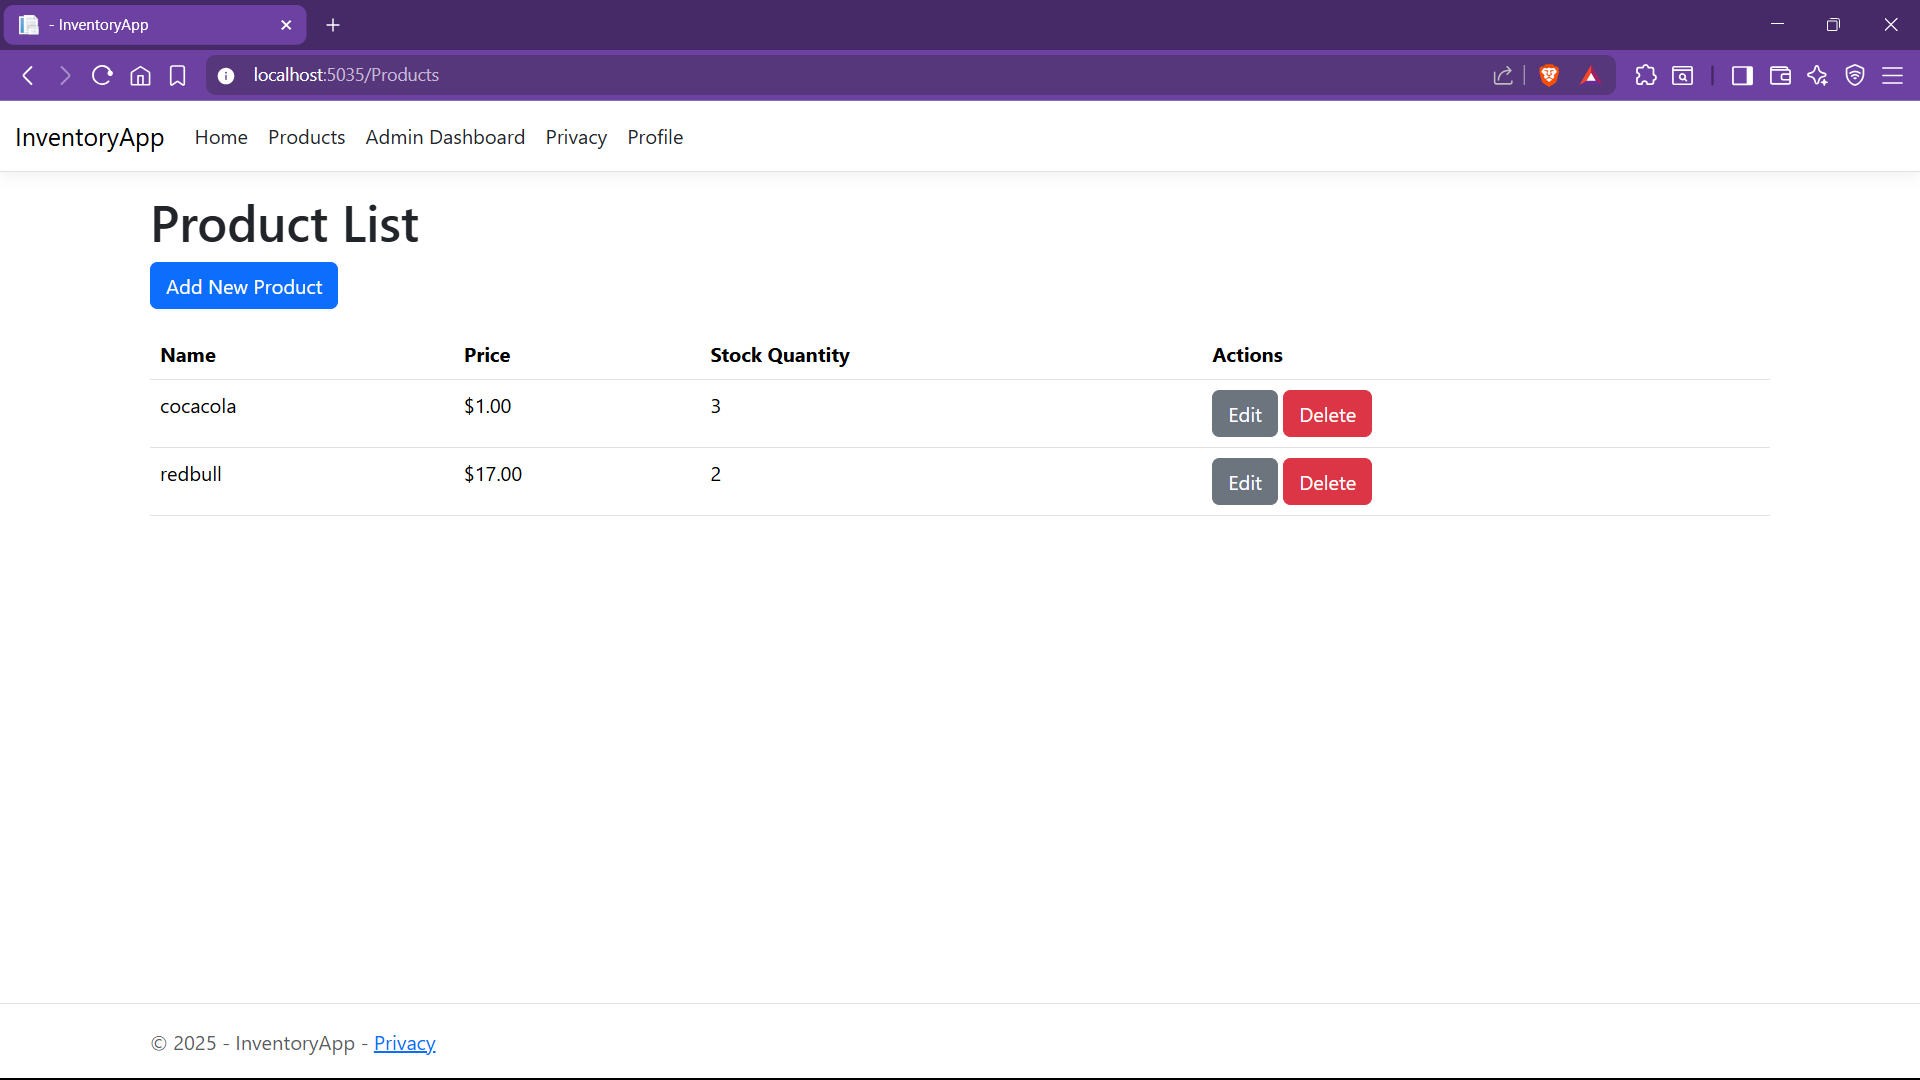 - InventoryApp
localhost:5035/Products
InventoryApp Home Products Admin Dashboard Privacy Profile
Product List
Add New Product
Name Price Stock Quantity Actions
cocacola $1.00 3 Edit Delete
redbull $17.00 2 Edit Delete
© 2025 - InventoryApp - Privacy